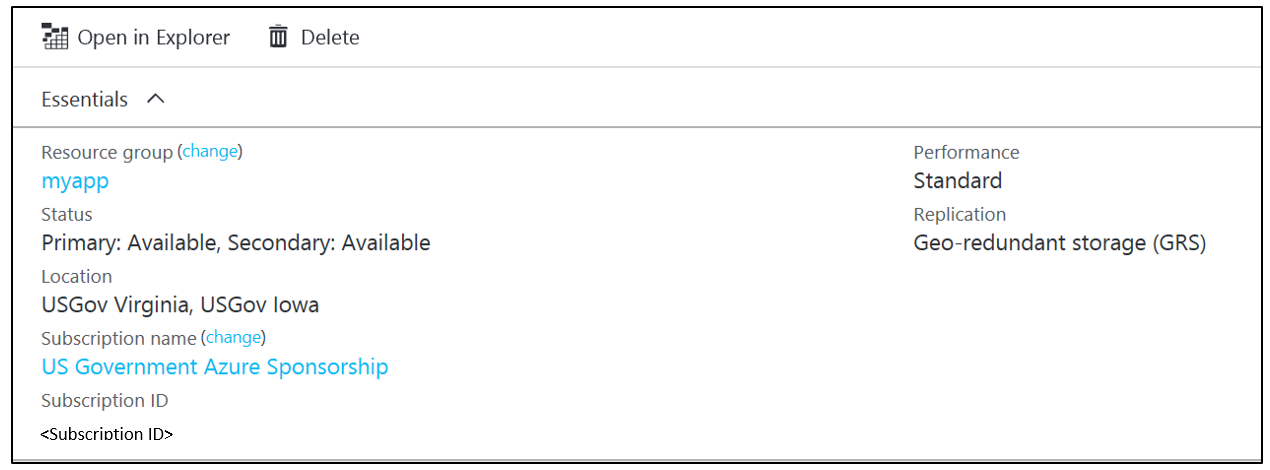 Open in Explorer Delete
Essentials
Resource group (change)
myapp
Status
Primary: Available, Secondary: Available
Location
USGov Virginia, USGov Iowa
Subscription name (change)
US Government Azure Sponsorship
Subscription ID
<Subscription ID>
Performance
Standard
Replication
Geo-redundant storage (GRS)